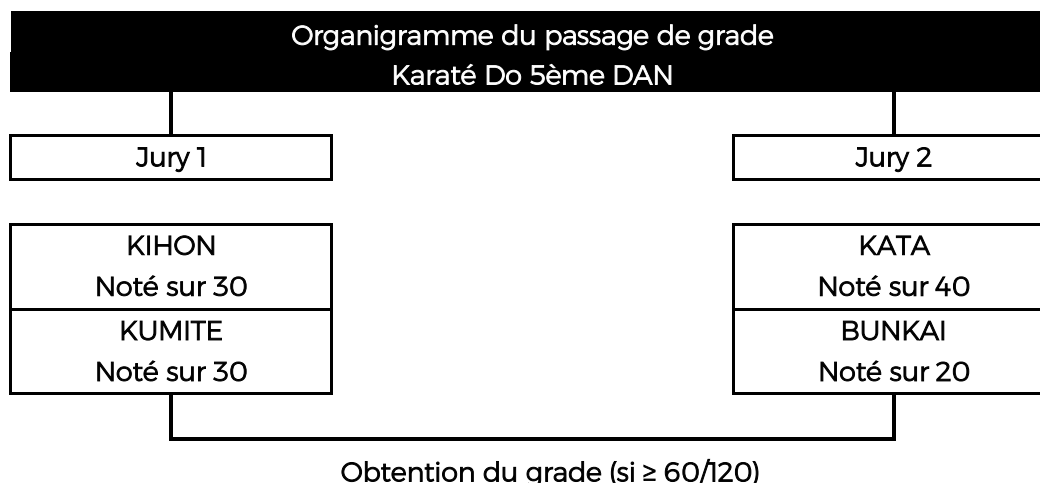 Organigramme du passage de grade
Karaté Do 5ème DAN
Jury 1
Jury 2
KIHON
Noté sur 30
KUMITE
Noté sur 30
KATA
Noté sur 40
BUNKAI
Noté sur 20
Obtention du grade (si ≥ 60/120)